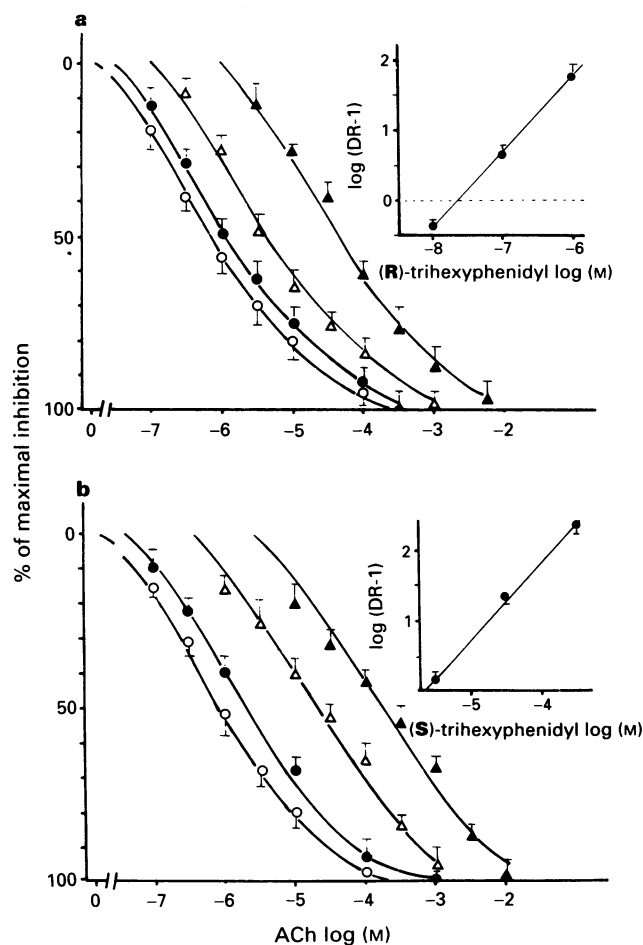 a
0
50
100
% of maximal inhibition
0 −7 −6 −5 −4 −3 −2
2
1
0
log (DR-1)
−8 −7 −6
(R)-trihexyphenidyl log (M)
b
0
50
100
0 −7 −6 −5 −4 −3 −2
ACh log (M)
2
1
log (DR-1)
−5 −4
(S)-trihexyphenidyl log (M)